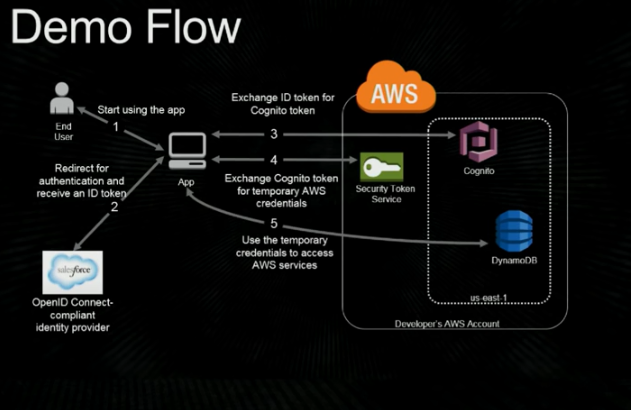 Demo Flow
AWS
End
User
Start using the app
1
App
Redirect for
authentication and
receive an ID token
2
salesforce
OpenID Connect-
compliant
identity provider
Exchange ID token for
Cognito token
3
4
Exchange Cognito token
for temporary AWS
credentials
5
Use the temporary
credentials to access
AWS services
Security Token
Service
Cognito
DynamoDB
us-east-1
Developer's AWS Account